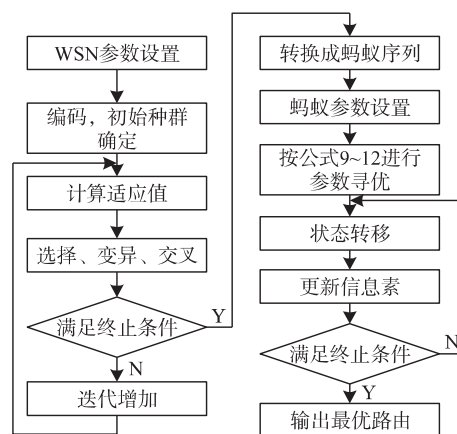 WSN参数设置
编码，初始种群
确定
计算适应值
选择、变异、交叉
满足终止条件
Y
N
迭代增加
转换成蚂蚁序列
蚂蚁参数设置
按公式9~12进行
参数寻优
状态转移
更新信息素
满足终止条件
N
Y
输出最优路由